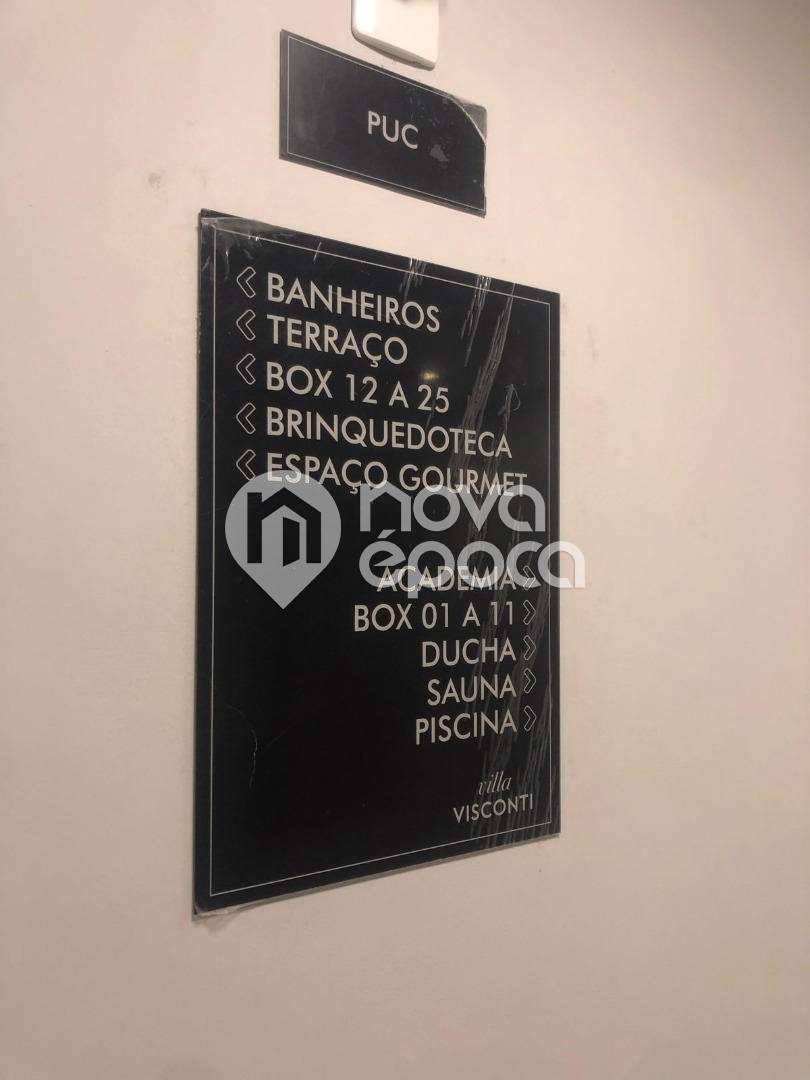 PUC
BANHEIROS
TERRAÇO
BOX 12 A 25
BRINQUEDOTECA
ESPAÇO GOURMET
nova
época
ACADEMIA
BOX 01 A 11
DUCHA
SAUNA
PISCINA
villa
VISCONTI